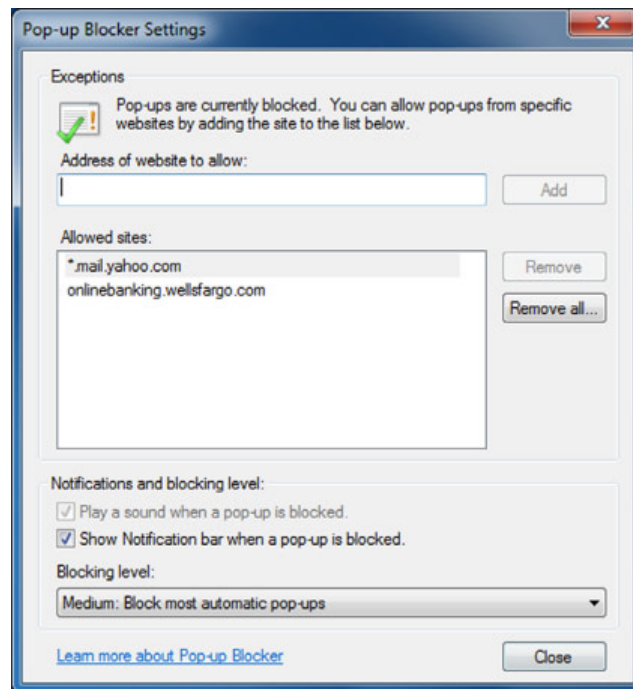 Pop-up Blocker Settings
Exceptions
Pop-ups are currently blocked. You can allow pop-ups from specific
websites by adding the site to the list below.
Address of website to allow:
Add
Allowed sites:
*.mail.yahoo.com
Remove
onlinebanking.wellsfargo.com
Remove all...
Notifications and blocking level:
Play a sound when a pop-up is blocked.
Show Notification bar when a pop-up is blocked.
Blocking level:
Medium: Block most automatic pop-ups
Learn more about Pop-up Blocker
Close